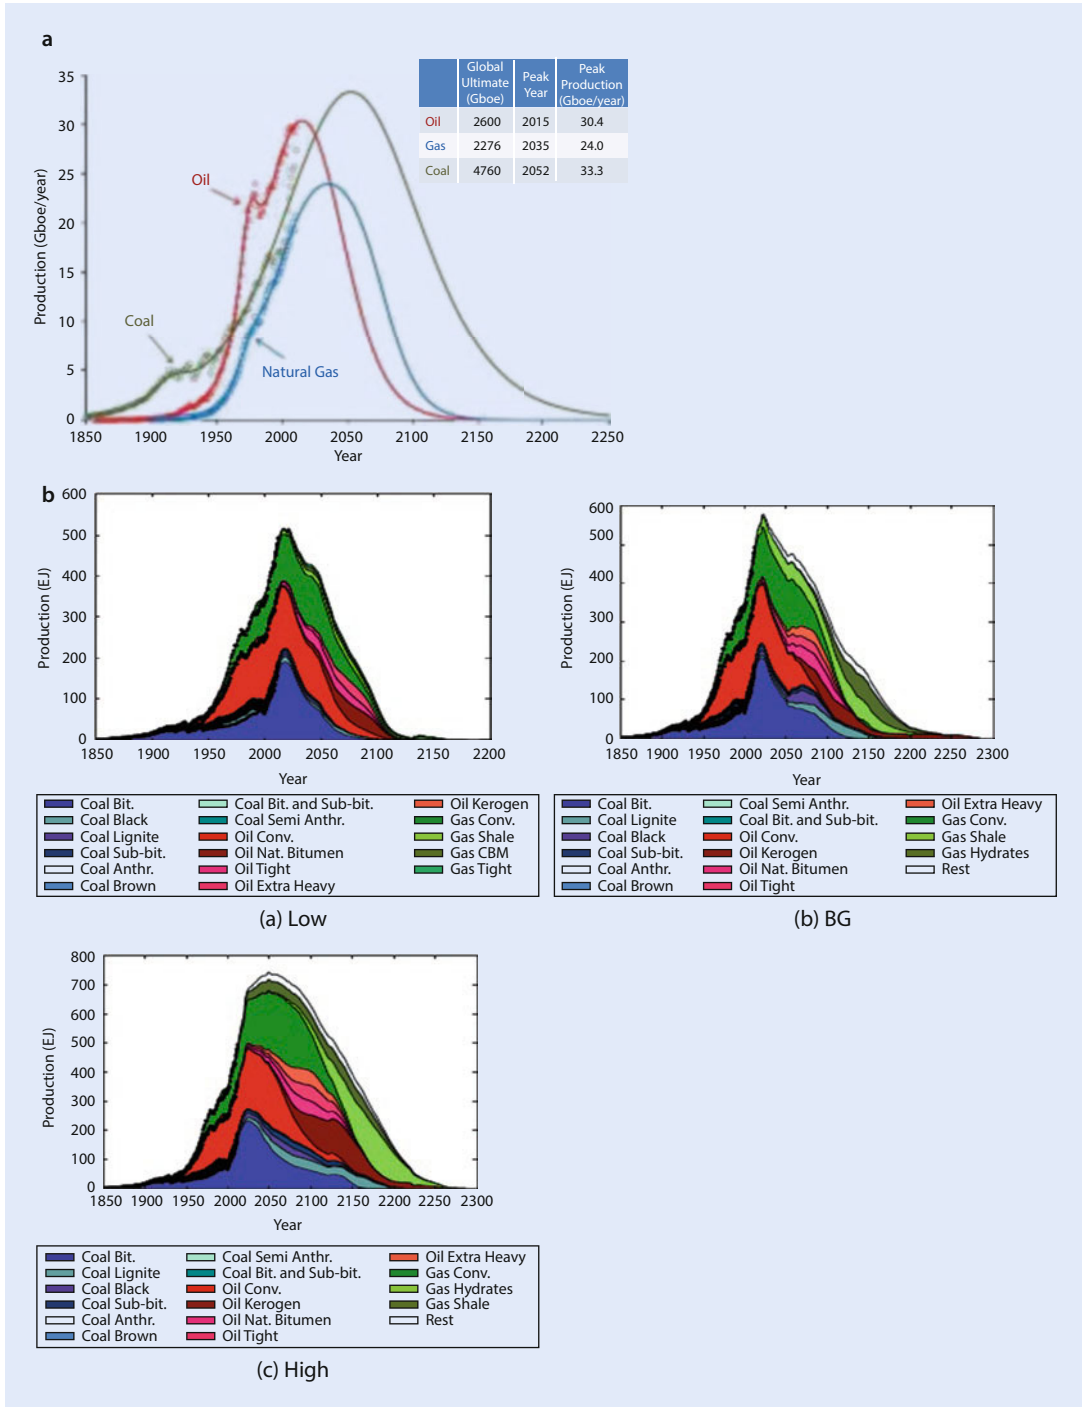 a
Production (Gboe/year)
35
30
25
20
15
10
5
0
Oil
Coal
Natural Gas
1850 1900 1950 2000 2050 2100 2150 2200 2250
Year
Global Ultimate (Gboe) Peak Year Peak Production (Gboe/year)
Oil 2600 2015 30.4
Gas 2276 2035 24.0
Coal 4760 2052 33.3
b
Production (EJ)
600
500
400
300
200
100
0
1850 1900 1950 2000 2050 2100 2150 2200
Year
Coal Bit. Coal Bit. and Sub-bit. Oil Kerogen
Coal Black Coal Semi Anthr. Gas Conv.
Coal Lignite Oil Conv. Gas Shale
Coal Sub-bit. Oil Nat. Bitumen Gas CBM
Coal Anthr. Oil Tight Gas Tight
Coal Brown Oil Extra Heavy
(a) Low
Production (EJ)
600
500
400
300
200
100
0
1850 1900 1950 2000 2050 2100 2150 2200 2250 2300
Year
Coal Bit. Coal Semi Anthr. Oil Extra Heavy
Coal Lignite Coal Bit. and Sub-bit. Gas Conv.
Coal Black Oil Conv. Gas Shale
Coal Sub-bit. Oil Kerogen Gas Hydrates
Coal Anthr. Oil Nat. Bitumen Rest
Coal Brown Oil Tight
(b) BG
Production (EJ)
800
700
600
500
400
300
200
100
0
1850 1900 1950 2000 2050 2100 2150 2200 2250 2300
Year
Coal Bit. Coal Semi Anthr. Oil Extra Heavy
Coal Lignite Coal Bit. and Sub-bit. Gas Conv.
Coal Black Oil Conv. Gas Hydrates
Coal Sub-bit. Oil Kerogen Gas Shale
Coal Anthr. Oil Nat. Bitumen Rest
Coal Brown Oil Tight
(c) High